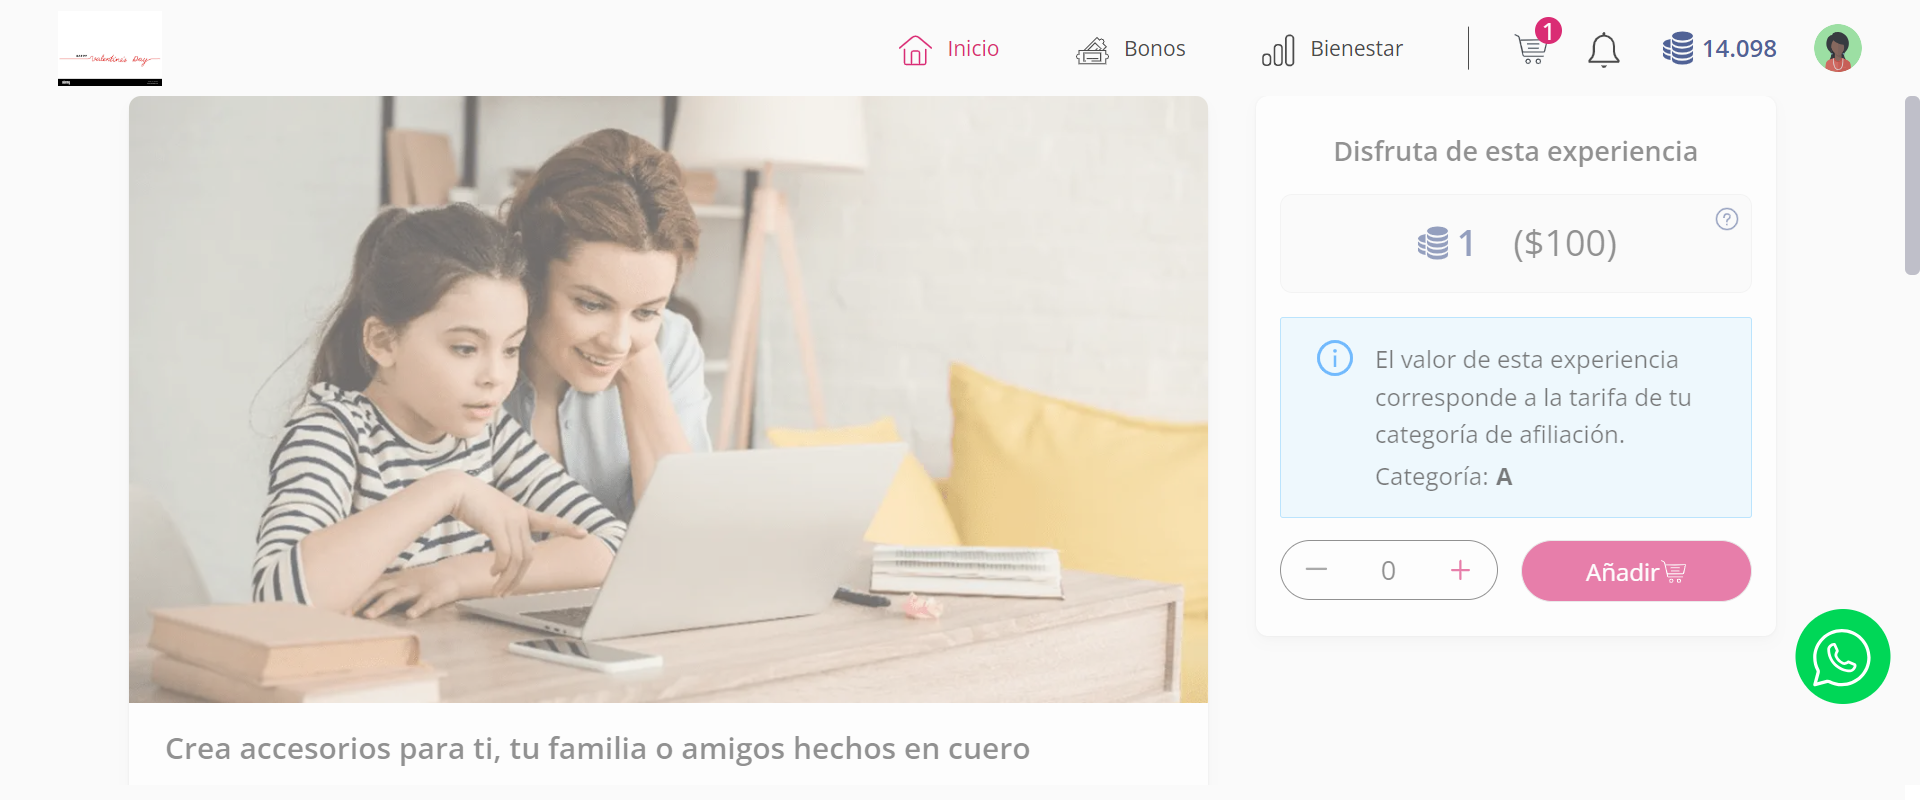 Valentine's Day
Inicio
Bonos
Bienestar
1
14.098
Disfruta de esta experiencia
1 ($100)
?
El valor de esta experiencia
corresponde a la tarifa de tu
categoría de afiliación.
Categoría: A
0
Añadir
Crea accesorios para ti, tu familia o amigos hechos en cuero